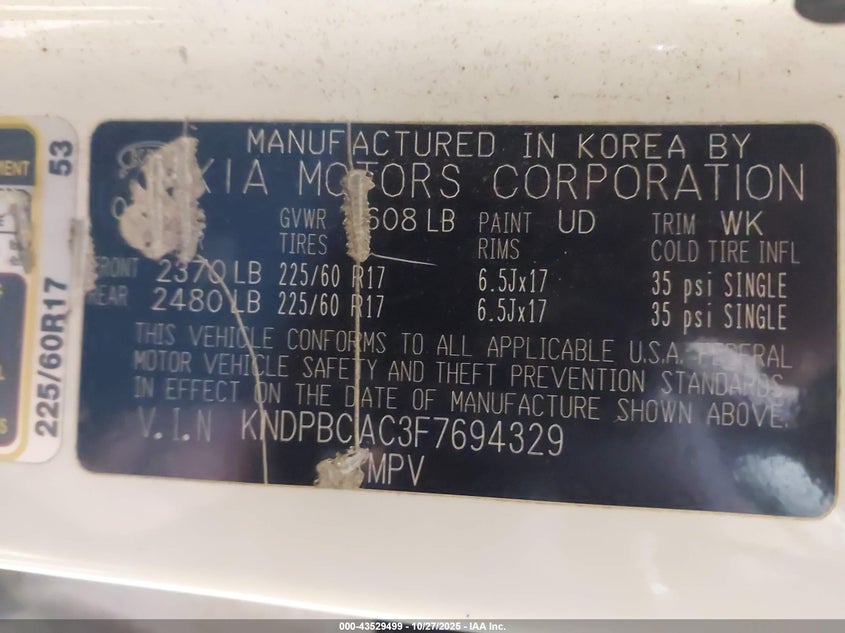 MANUFACTURED IN KOREA BY
KIA MOTORS CORPORATION
GVWR 608 LB PAINT UD TRIM WK
TIRES RIMS COLD TIRE INFL
FRONT 2370 LB 225/60 R17 6.5Jx17 35 psi SINGLE
REAR 2480 LB 225/60 R17 6.5Jx17 35 psi SINGLE
THIS VEHICLE CONFORMS TO ALL APPLICABLE U.S.A. FEDERAL
MOTOR VEHICLE SAFETY AND THEFT PREVENTION STANDARDS
IN EFFECT ON THE DATE OF MANUFACTURE SHOWN ABOVE.
V.I.N KNDPBCAC3F7694329
MPV
53
225/60R17
000-43529499 - 10/27/2025 - IAA Inc.